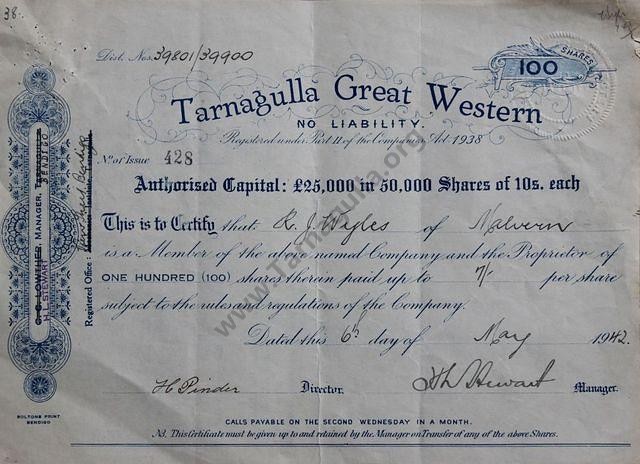 38
Dist. Nos. 39801/39900
100 SHARES
Tarnagulla Great Western
NO LIABILITY.
Registered under Part II of the Companies Act 1938
No. of Issue 428
Authorised Capital: £25,000 in 50,000 Shares of 10s. each
This is to Certify that of Malvern
is a Member of the above named Company and the Proprietor of
ONE HUNDRED (100) shares therein paid up to 7/- per share
subject to the rules and regulations of the Company.
Dated this 6th day of May 1942.
H Pinder Director. Manager.
CALLS PAYABLE ON THE SECOND WEDNESDAY IN A MONTH.
NB. This Certificate must be given up to and retained by the Manager on Transfer of any of the above Shares.
LOWTHER, MANAGER,
BENDIGO
H.L. STEWART
Registered Office:
BOLTONS PRINT
BENDIGO
www.Tarnagulla.org